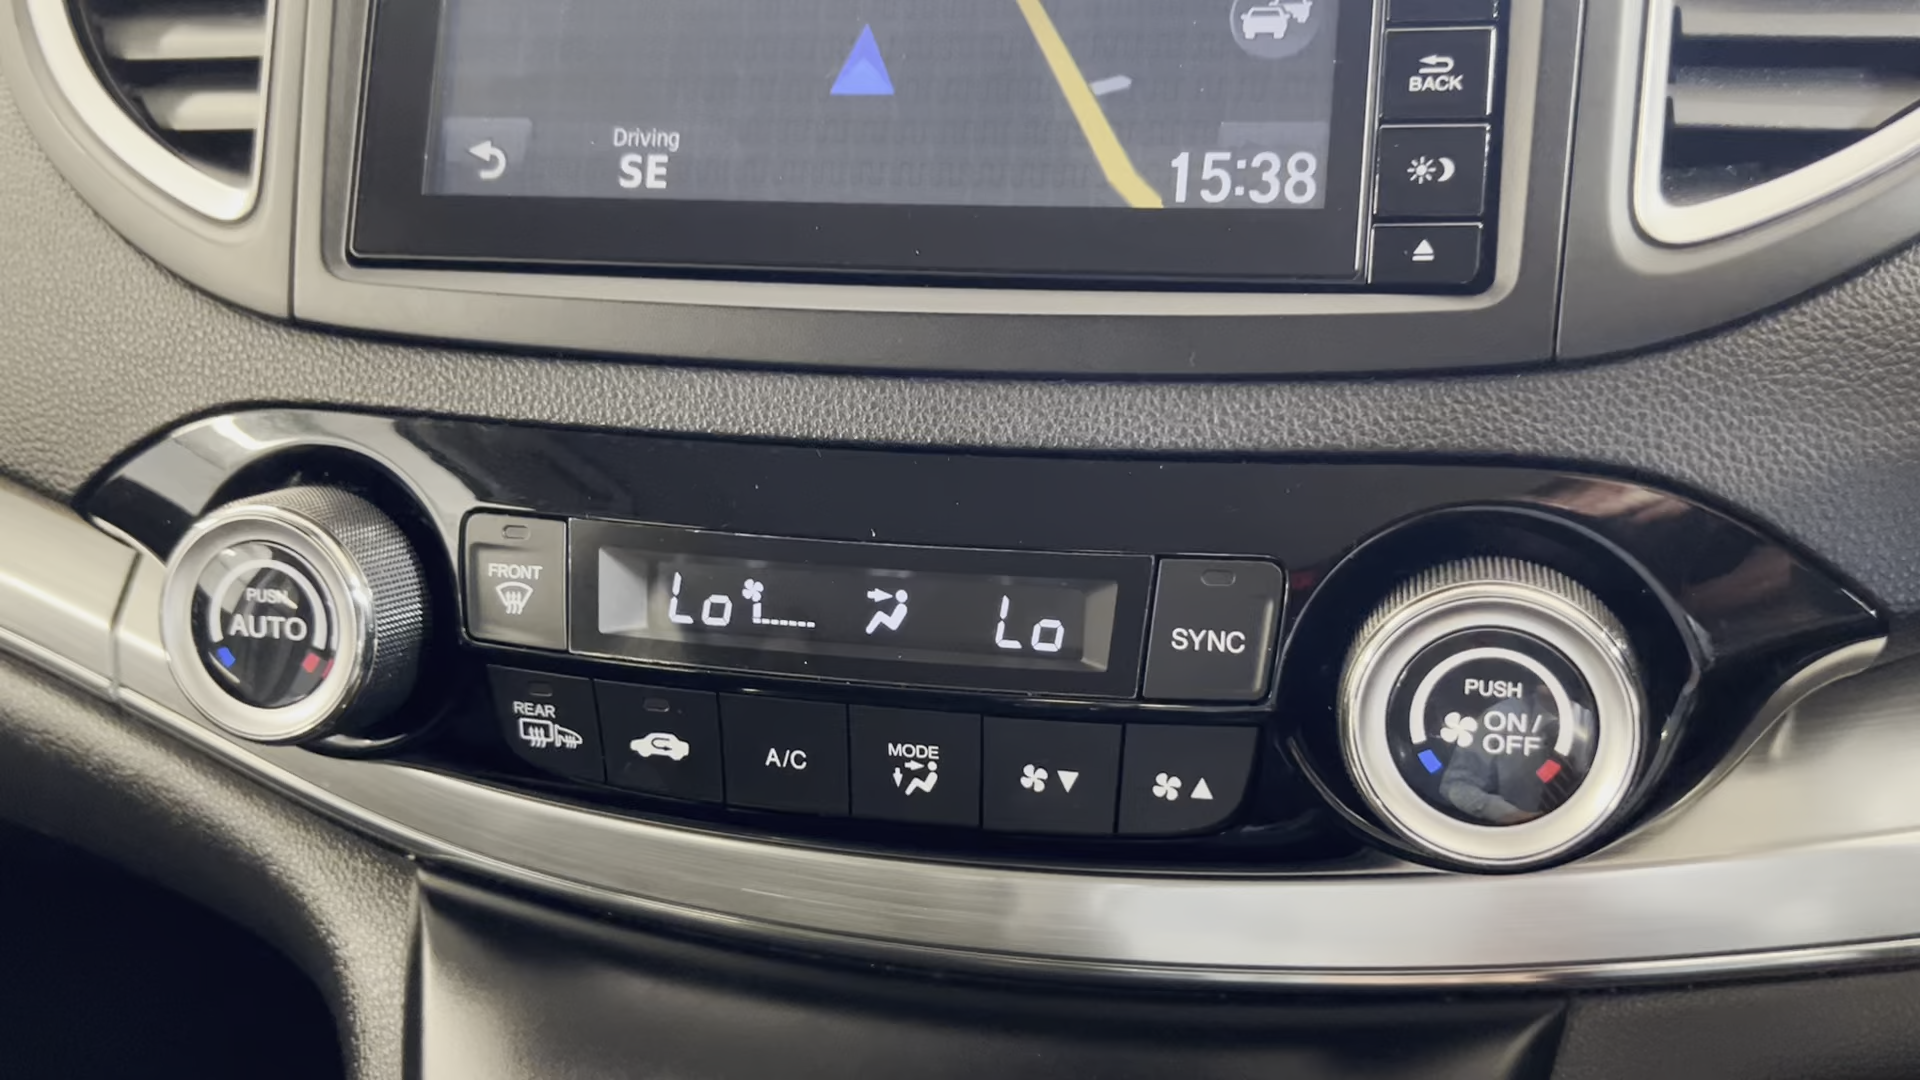 BACK
Driving
SE
15:38
PUSH
AUTO
FRONT
Lo
Lo
SYNC
PUSH
ON/
OFF
REAR
A/C
MODE